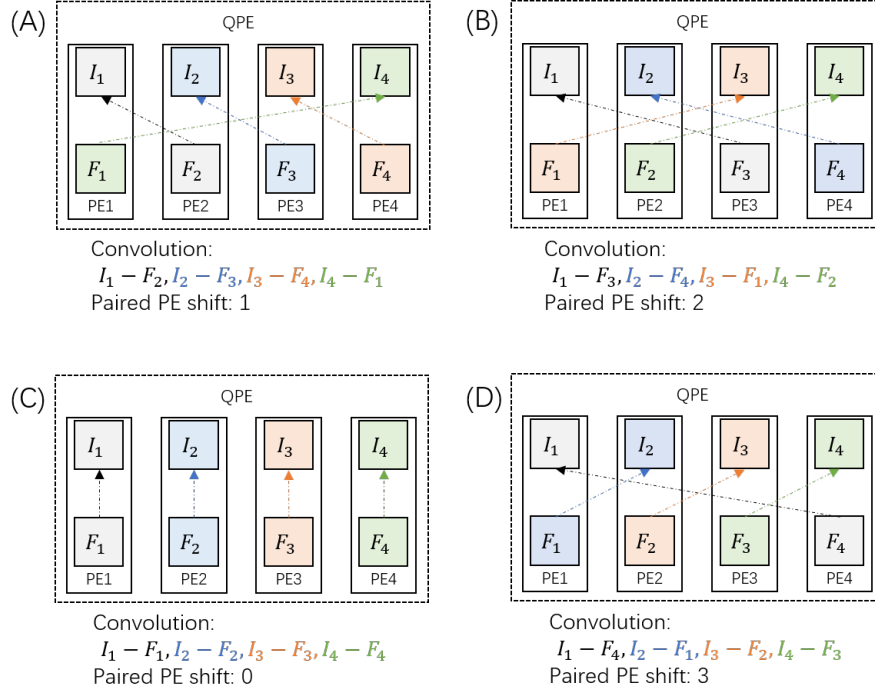 (A)
QPE
I₁ I₂ I₃ I₄
F₁ F₂ F₃ F₄
PE1 PE2 PE3 PE4
Convolution:
I₁ − F₂, I₂ − F₃, I₃ − F₄, I₄ − F₁
Paired PE shift: 1
(B)
QPE
I₁ I₂ I₃ I₄
F₁ F₂ F₃ F₄
PE1 PE2 PE3 PE4
Convolution:
I₁ − F₃, I₂ − F₄, I₃ − F₁, I₄ − F₂
Paired PE shift: 2
(C)
QPE
I₁ I₂ I₃ I₄
F₁ F₂ F₃ F₄
PE1 PE2 PE3 PE4
Convolution:
I₁ − F₁, I₂ − F₂, I₃ − F₃, I₄ − F₄
Paired PE shift: 0
(D)
QPE
I₁ I₂ I₃ I₄
F₁ F₂ F₃ F₄
PE1 PE2 PE3 PE4
Convolution:
I₁ − F₄, I₂ − F₁, I₃ − F₂, I₄ − F₃
Paired PE shift: 3